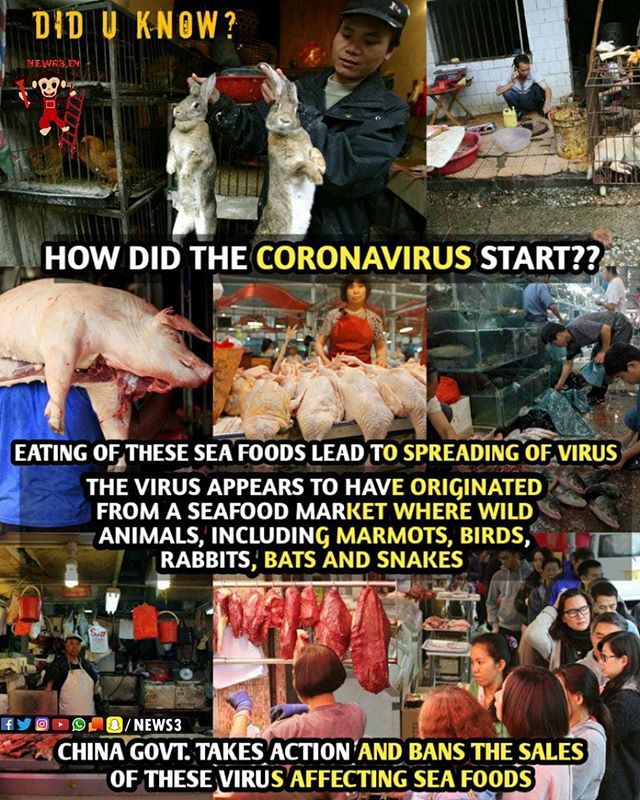 DID U KNOW?
NEWS3.IN
HOW DID THE CORONAVIRUS START??
EATING OF THESE SEA FOODS LEAD TO SPREADING OF VIRUS
THE VIRUS APPEARS TO HAVE ORIGINATED
FROM A SEAFOOD MARKET WHERE WILD
ANIMALS, INCLUDING MARMOTS, BIRDS,
RABBITS, BATS AND SNAKES
/ NEWS3
CHINA GOVT. TAKES ACTION AND BANS THE SALES
OF THESE VIRUS AFFECTING SEA FOODS